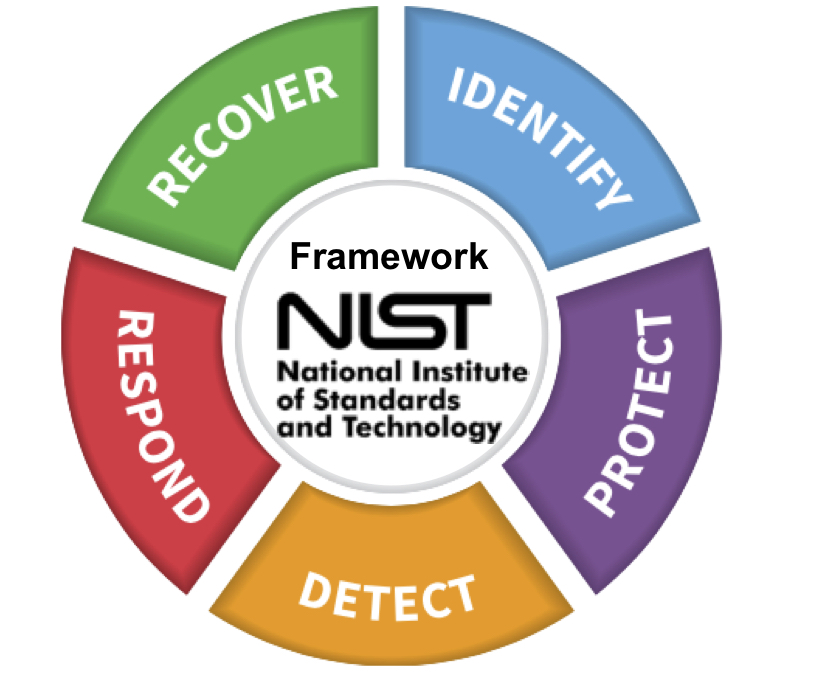 RECOVER
IDENTIFY
Framework
NIST
National Institute
of Standards
and Technology
RESPOND
PROTECT
DETECT